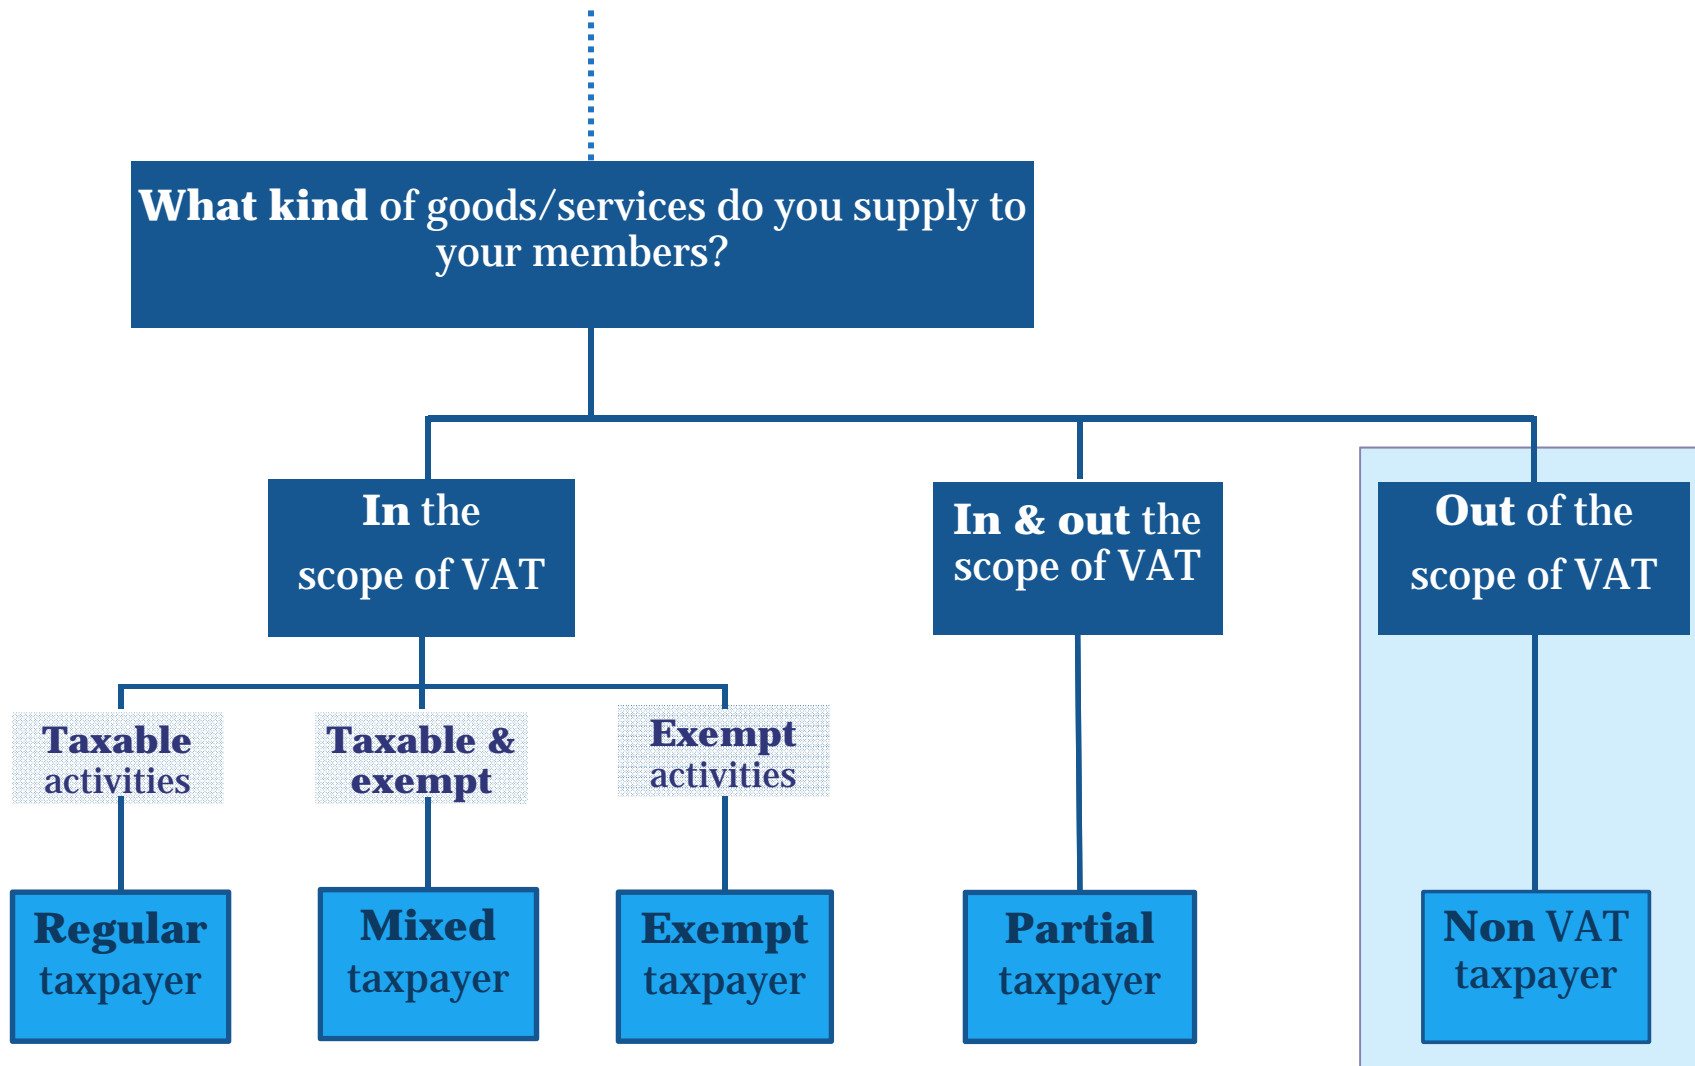 What kind of goods/services do you supply to
your members?
In the
scope of VAT
In & out the
scope of VAT
Out of the
scope of VAT
Taxable
activities
Taxable &
exempt
Exempt
activities
Regular
taxpayer
Mixed
taxpayer
Exempt
taxpayer
Partial
taxpayer
Non VAT
taxpayer